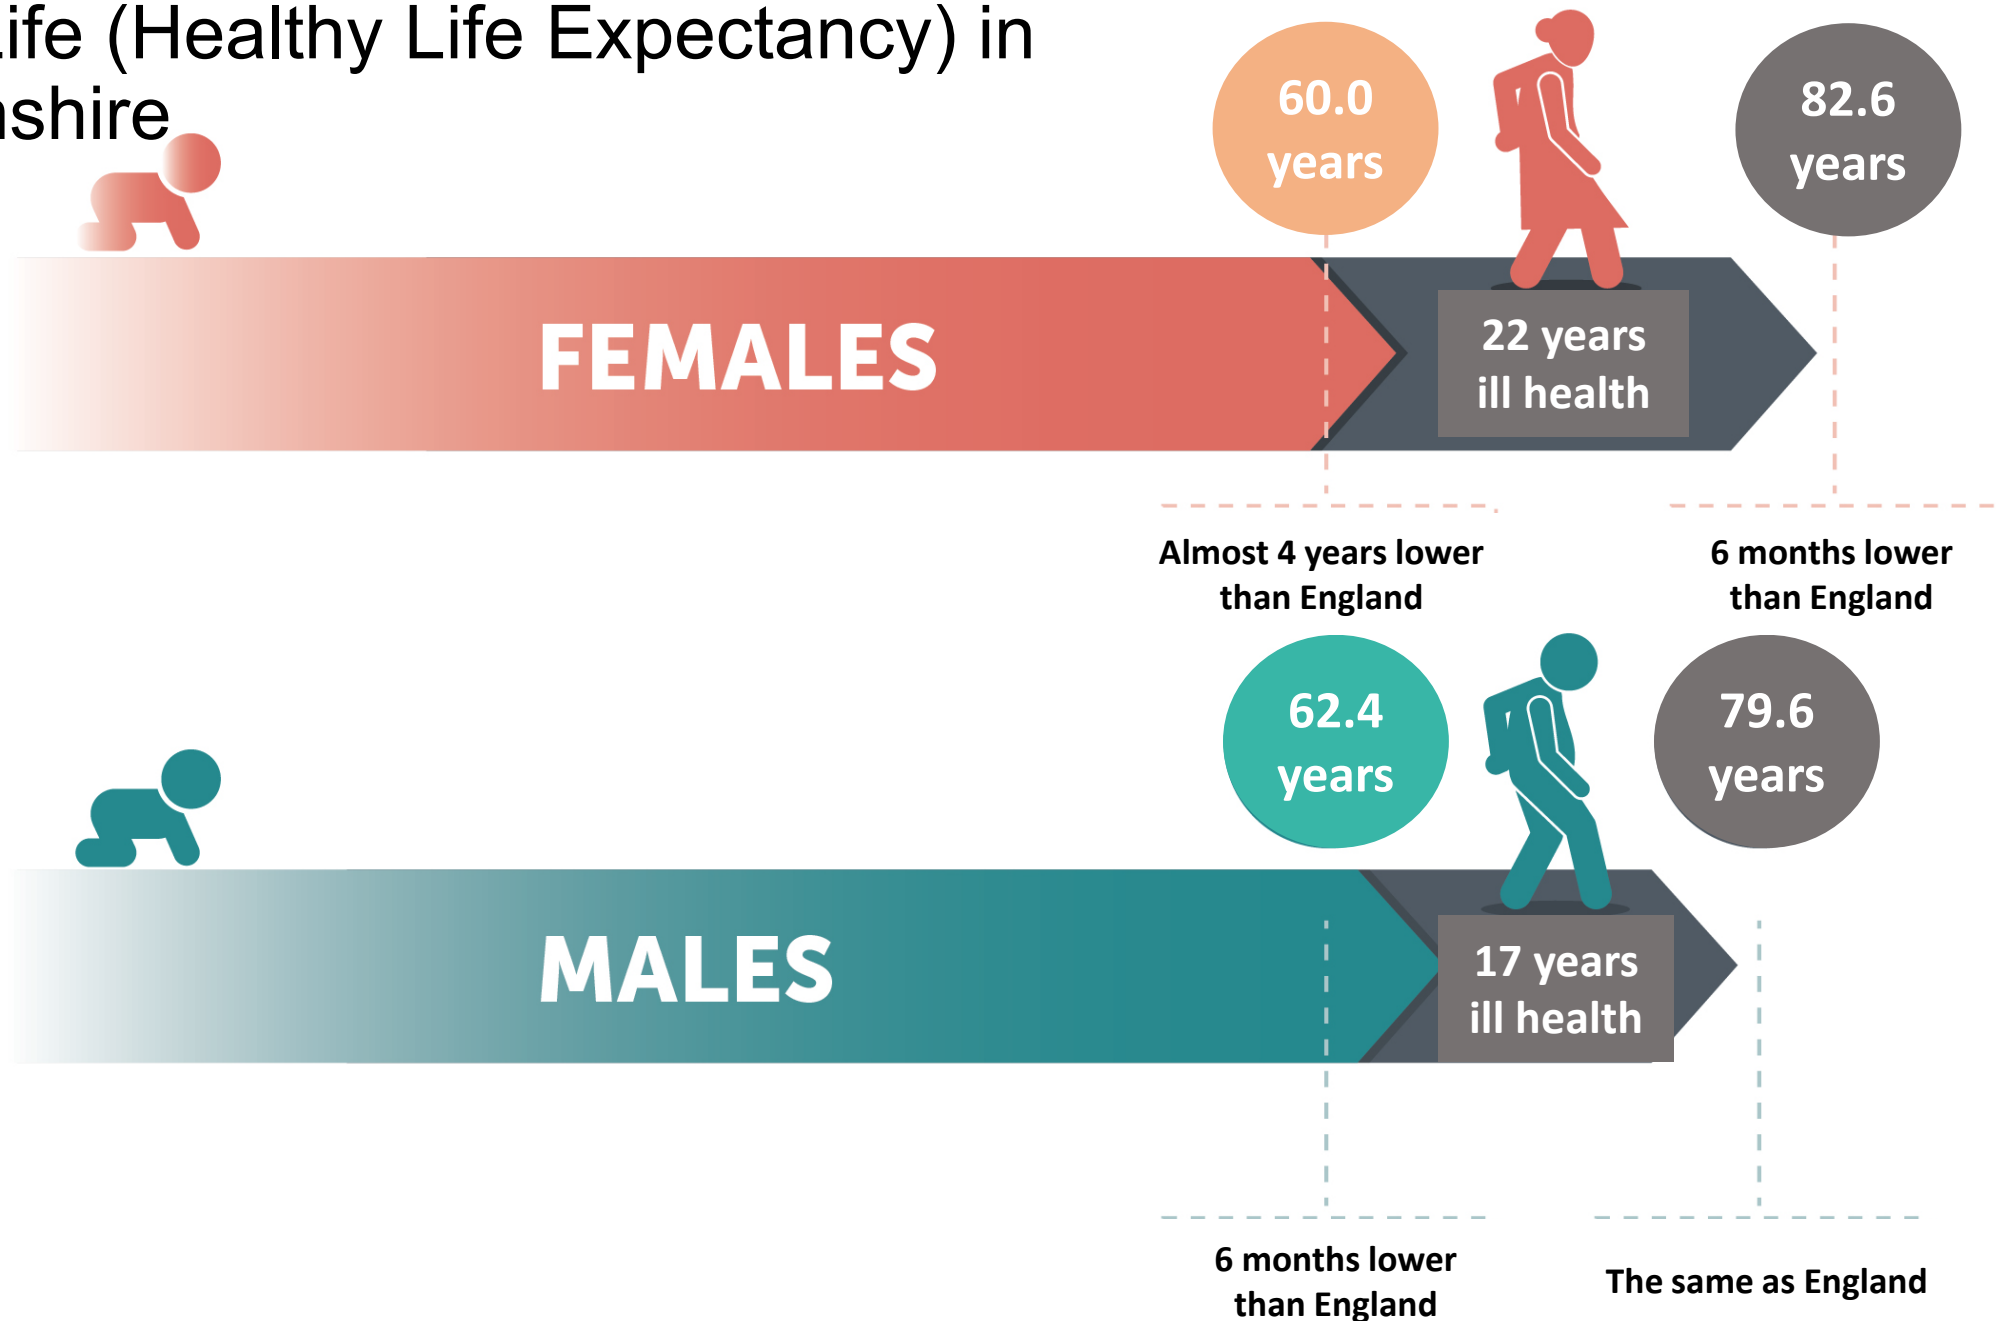 Life (Healthy Life Expectancy) in
nshire
60.0
years
82.6
years
FEMALES
22 years
ill health
Almost 4 years lower
than England
6 months lower
than England
62.4
years
79.6
years
MALES
17 years
ill health
6 months lower
than England
The same as England